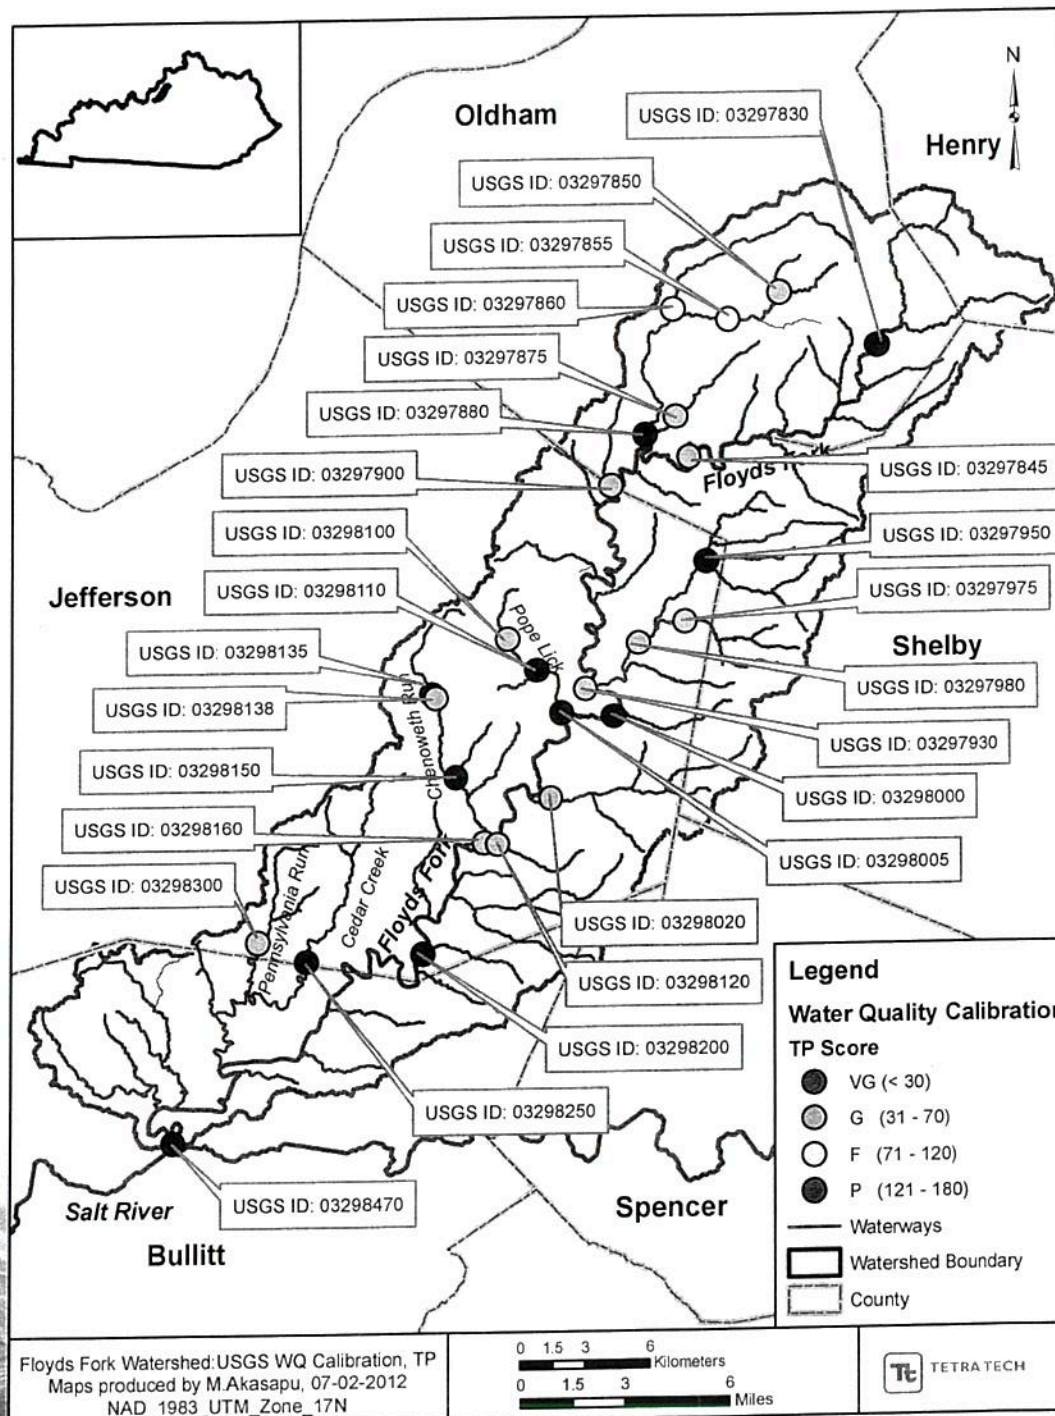 N
Oldham
Henry
USGS ID: 03297830
USGS ID: 03297850
USGS ID: 03297855
USGS ID: 03297860
USGS ID: 03297875
USGS ID: 03297880
USGS ID: 03297845
Floyds Fork
USGS ID: 03297900
USGS ID: 03298100
USGS ID: 03297950
USGS ID: 03298110
USGS ID: 03297975
Jefferson
Pope Lick
Shelby
USGS ID: 03298135
USGS ID: 03297980
USGS ID: 03298138
Chenoweth Run
USGS ID: 03297930
USGS ID: 03298150
USGS ID: 03298000
USGS ID: 03298160
USGS ID: 03298005
USGS ID: 03298300
Pennsylvania Run
Cedar Creek
Floyds Fork
USGS ID: 03298020
USGS ID: 03298120
USGS ID: 03298200
USGS ID: 03298250
USGS ID: 03298470
Salt River
Bullitt
Spencer
Legend
Water Quality Calibration
TP Score
VG (< 30)
G (31 - 70)
F (71 - 120)
P (121 - 180)
Waterways
Watershed Boundary
County
Floyds Fork Watershed:USGS WQ Calibration, TP
Maps produced by M.Akasapu, 07-02-2012
NAD_1983_UTM_Zone_17N
0 1.5 3 6
Kilometers
0 1.5 3 6
Miles
Tt TETRA TECH